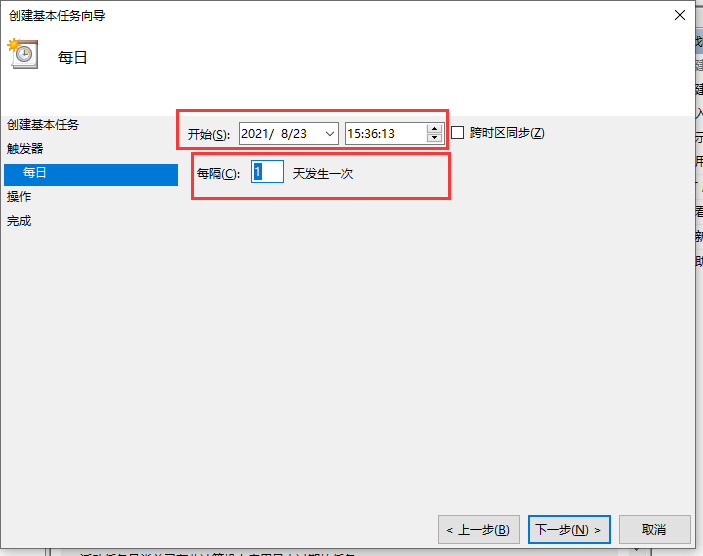 创建基本任务向导
每日
创建基本任务
触发器
每日
操作
完成
开始(S): 2021/ 8/23 15:36:13 跨时区同步(Z)
每隔(C): 1 天发生一次
< 上一步(B) 下一步(N) > 取消